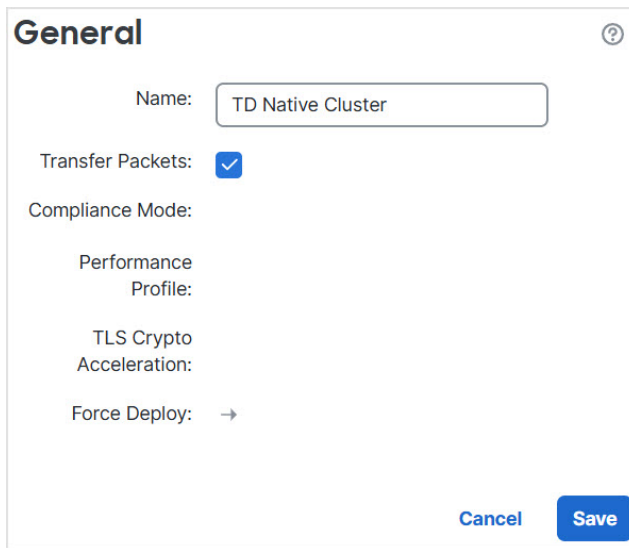 General
Name: TD Native Cluster
Transfer Packets:
Compliance Mode:
Performance
Profile:
TLS Crypto
Acceleration:
Force Deploy: →
Cancel Save